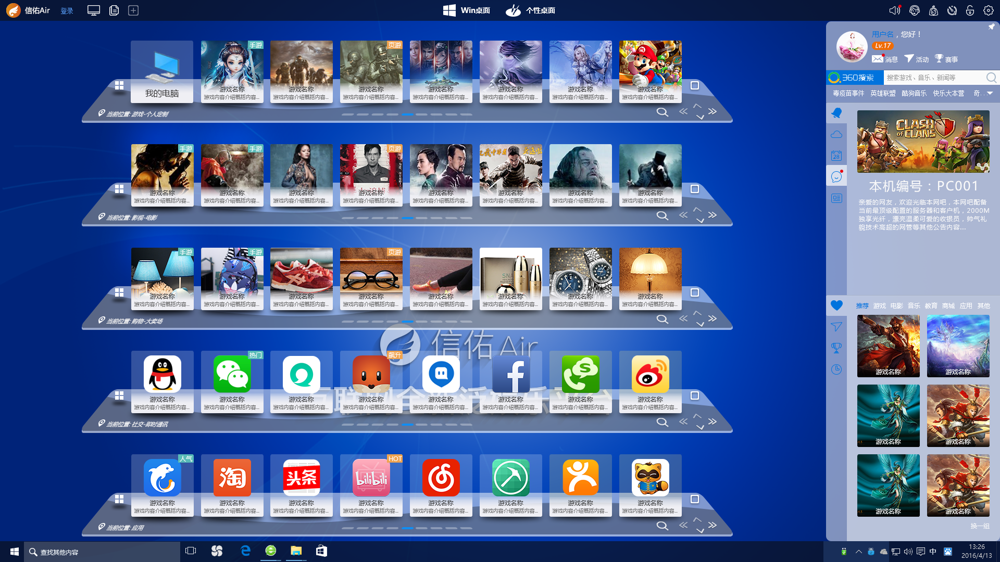 信佑Air 登录 Win桌面 个性桌面
用户名，您好！
Lv.17
消息 活动 赛事
360搜索 搜索游戏、音乐、新闻等
毒疫苗事件 英雄联盟 酷狗音乐 快乐大本营 奇...
手游 页游
我的电脑
游戏名称 游戏名称 游戏名称 游戏名称 游戏名称 游戏名称 游戏名称
游戏内容介绍概括内容... 游戏内容介绍概括内容... 游戏内容介绍概括内容... 游戏内容介绍概括内容... 游戏内容介绍概括内容... 游戏内容介绍概括内容... 游戏内容介绍概括内容...
当前位置: 游戏-个人定制
手游 手游 页游
游戏名称 游戏名称 游戏名称 游戏名称 游戏名称 游戏名称 游戏名称 游戏名称
游戏内容介绍概括内容... 游戏内容介绍概括内容... 游戏内容介绍概括内容... 游戏内容介绍概括内容... 游戏内容介绍概括内容... 游戏内容介绍概括内容... 游戏内容介绍概括内容... 游戏内容介绍概括内容...
当前位置: 影视-电影
手游 手游 页游
游戏名称 游戏名称 游戏名称 游戏名称 游戏名称 游戏名称 游戏名称 游戏名称
游戏内容介绍概括内容... 游戏内容介绍概括内容... 游戏内容介绍概括内容... 游戏内容介绍概括内容... 游戏内容介绍概括内容... 游戏内容介绍概括内容... 游戏内容介绍概括内容... 游戏内容介绍概括内容...
当前位置: 购物-大卖场
信佑Air
热门 飙升
游戏名称 游戏名称 游戏名称 游戏名称 游戏名称 游戏名称 游戏名称 游戏名称
游戏内容介绍概括内容... 游戏内容介绍概括内容... 游戏内容介绍概括内容... 游戏内容介绍概括内容... 游戏内容介绍概括内容... 游戏内容介绍概括内容... 游戏内容介绍概括内容... 游戏内容介绍概括内容...
当前位置: 社交-即时通讯
人气 HOT
淘 头条 bilibili
游戏名称 游戏名称 游戏名称 游戏名称 游戏名称 游戏名称 游戏名称 游戏名称
游戏内容介绍概括内容... 游戏内容介绍概括内容... 游戏内容介绍概括内容... 游戏内容介绍概括内容... 游戏内容介绍概括内容... 游戏内容介绍概括内容... 游戏内容介绍概括内容... 游戏内容介绍概括内容...
当前位置: 应用
28
CLASH
OF CLANS
本机编号：PC001
亲爱的网友，欢迎光临本网吧，本网吧配备
当前最顶级配置的服务器和客户机，2000M
独享光纤，漂亮温柔可爱的收银员，帅气礼
貌技术高超的网管等其他公告内容...
推荐 游戏 电影 音乐 教育 商城 应用 其他
游戏名称 游戏名称
游戏名称 游戏名称
游戏名称 游戏名称
换一组
查找其他内容
中
13:26
2016/4/13